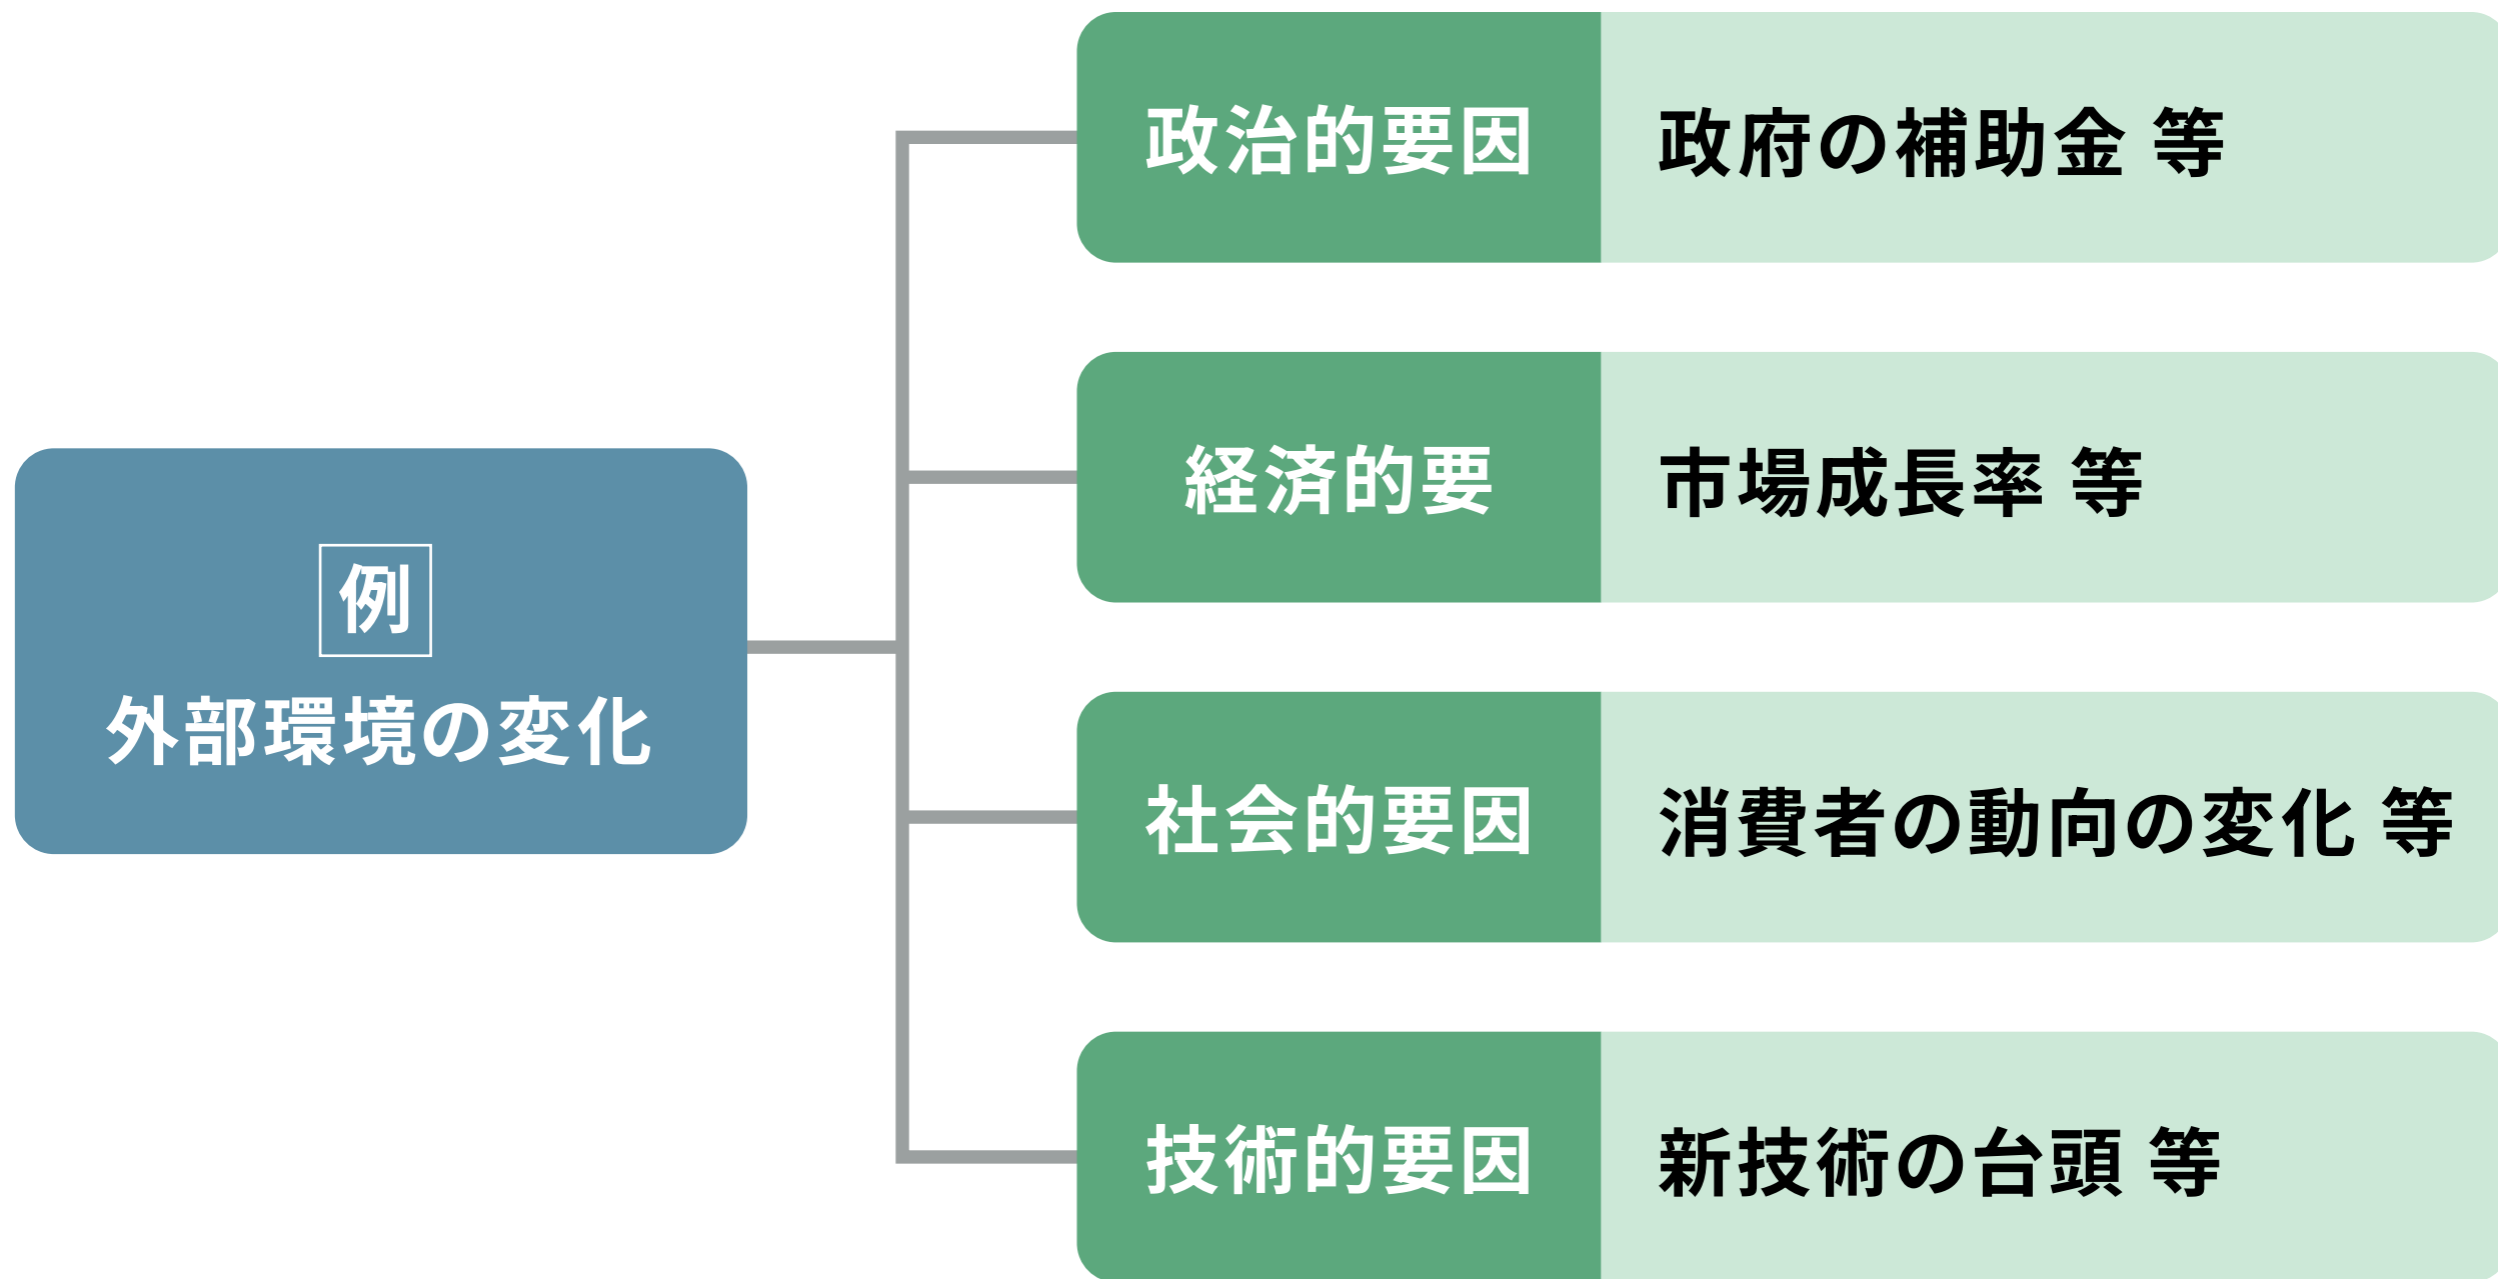 例
外部環境の変化
政治的要因
政府の補助金 等
経済的要
市場成長率 等
社会的要因
消費者の動向の変化 等
技術的要因
新技術の台頭 等